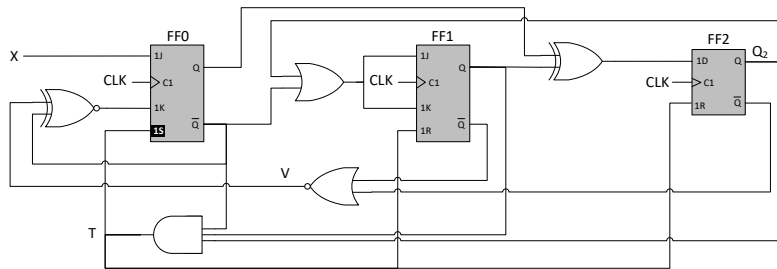 FF0
FF1
FF2
X
1J
Q
CLK
C1
1K
1S
Q̅
1J
Q
CLK
C1
1K
1R
Q̅
1D
Q
Q₂
CLK
C1
1R
Q̅
V
T